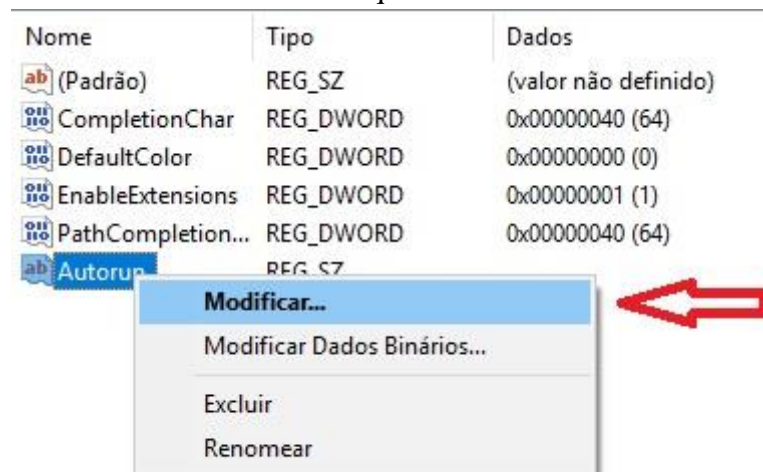 Nome Tipo Dados
(Padrão) REG_SZ (valor não definido)
CompletionChar REG_DWORD 0x00000040 (64)
DefaultColor REG_DWORD 0x00000000 (0)
EnableExtensions REG_DWORD 0x00000001 (1)
PathCompletion... REG_DWORD 0x00000040 (64)
Autorun REG_SZ
Modificar...
Modificar Dados Binários...
Excluir
Renomear